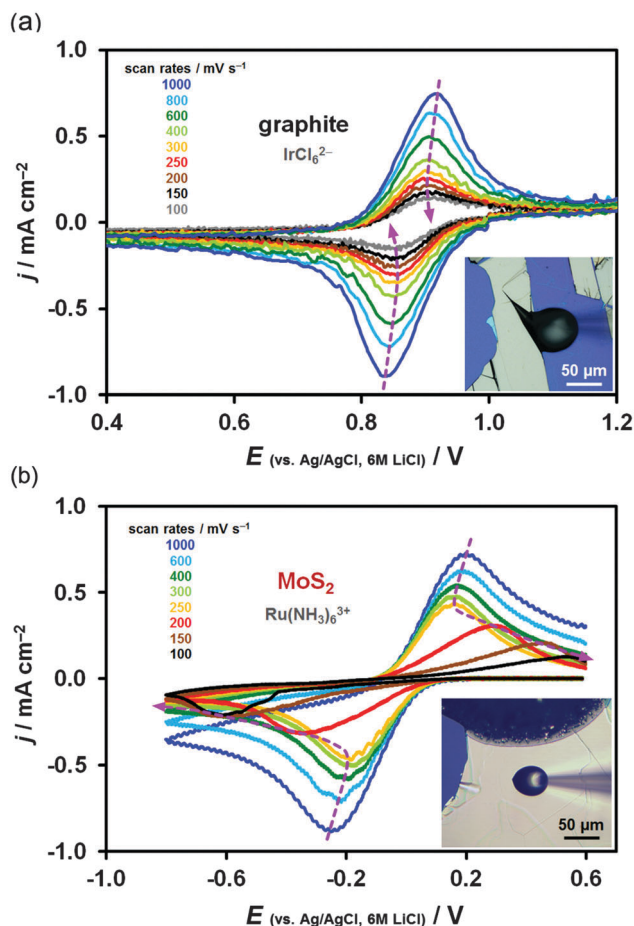 (a)
1.0
0.5
0.0
-0.5
-1.0
j / mA cm⁻²
scan rates / mV s⁻¹
1000
800
600
400
300
250
200
150
100
graphite
IrCl₆²⁻
50 µm
0.4
0.6
0.8
1.0
1.2
E (vs. Ag/AgCl, 6M LiCl) / V
(b)
1.0
0.5
0.0
-0.5
-1.0
j / mA cm⁻²
scan rates / mV s⁻¹
1000
600
400
300
250
200
150
100
MoS₂
Ru(NH₃)₆³⁺
50 µm
-1.0
-0.6
-0.2
0.2
0.6
E (vs. Ag/AgCl, 6M LiCl) / V